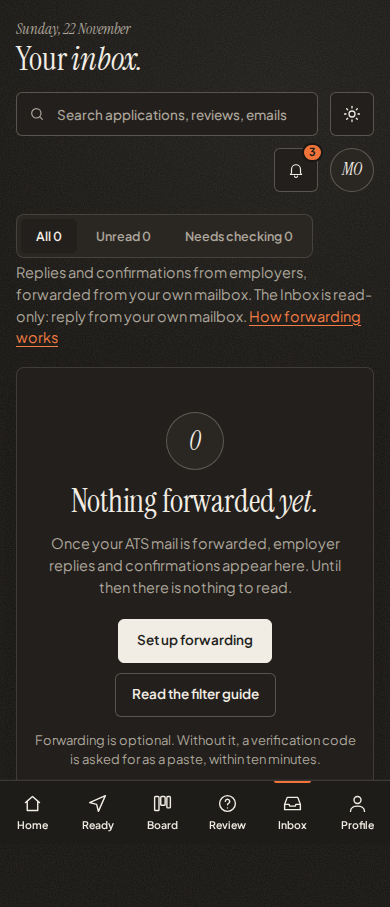 Sunday, 22 November
Your inbox.
Search applications, reviews, emails
3
MO
All 0 Unread 0 Needs checking 0
Replies and confirmations from employers,
forwarded from your own mailbox. The Inbox is read-
only: reply from your own mailbox. How forwarding
works
0
Nothing forwarded yet.
Once your ATS mail is forwarded, employer
replies and confirmations appear here. Until
then there is nothing to read.
Set up forwarding
Read the filter guide
Forwarding is optional. Without it, a verification code
is asked for as a paste, within ten minutes.
Home Ready Board Review Inbox Profile